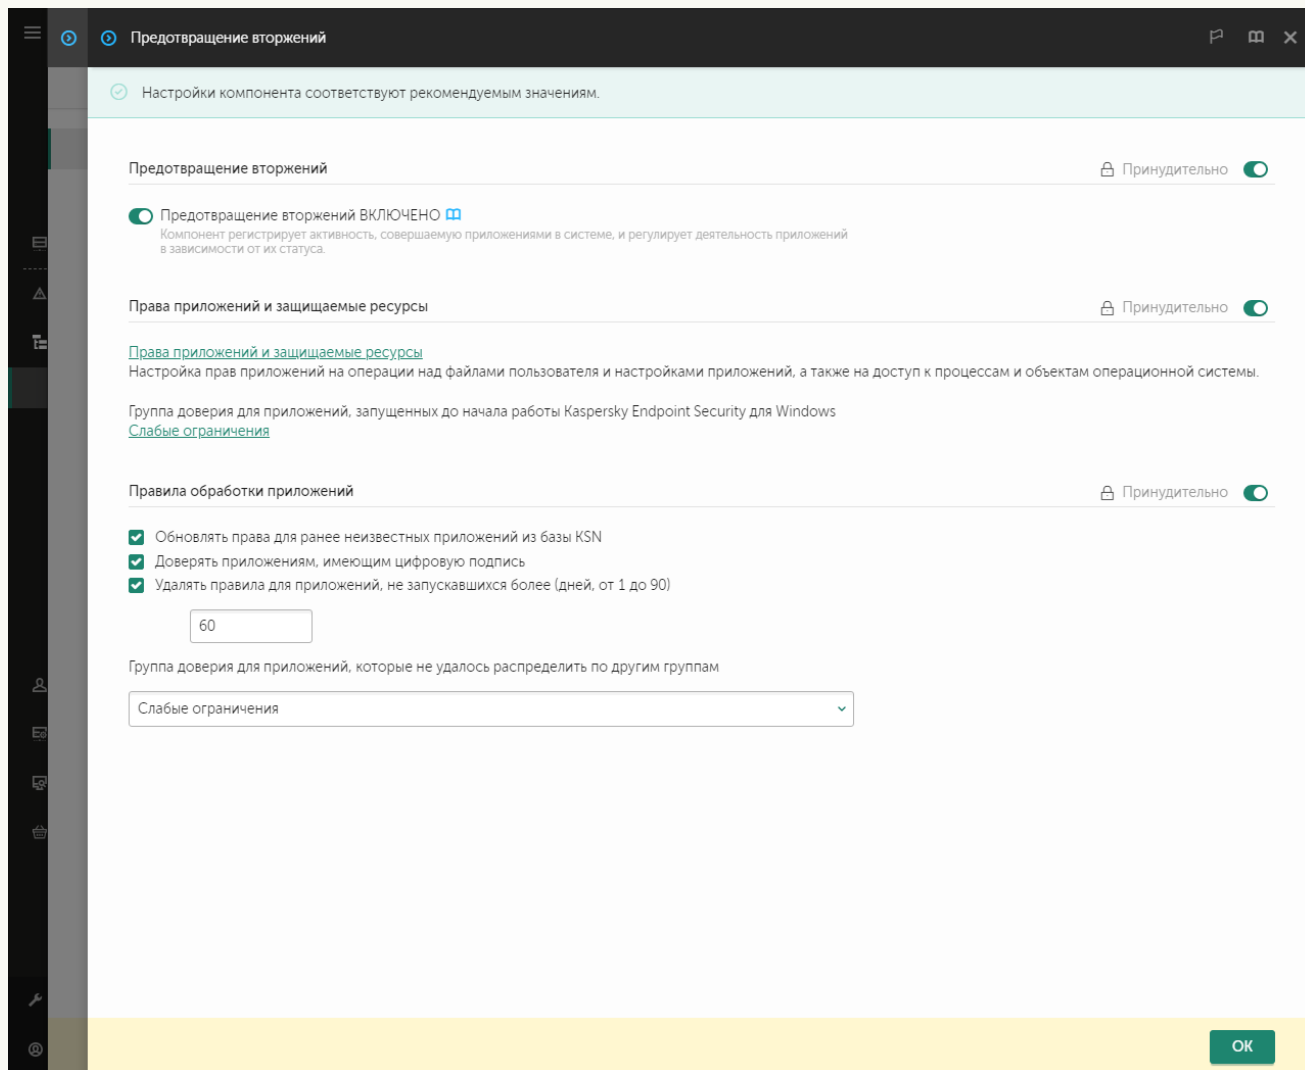 Предотвращение вторжений
Настройки компонента соответствуют рекомендуемым значениям.
Предотвращение вторжений
Принудительно
Предотвращение вторжений ВКЛЮЧЕНО
Компонент регистрирует активность, совершаемую приложениями в системе, и регулирует деятельность приложений
в зависимости от их статуса.
Права приложений и защищаемые ресурсы
Принудительно
Права приложений и защищаемые ресурсы
Настройка прав приложений на операции над файлами пользователя и настройками приложений, а также на доступ к процессам и объектам операционной системы.
Группа доверия для приложений, запущенных до начала работы Kaspersky Endpoint Security для Windows
Слабые ограничения
Правила обработки приложений
Принудительно
Обновлять права для ранее неизвестных приложений из базы KSN
Доверять приложениям, имеющим цифровую подпись
Удалять правила для приложений, не запускавшихся более (дней, от 1 до 90)
60
Группа доверия для приложений, которые не удалось распределить по другим группам
Слабые ограничения
OK